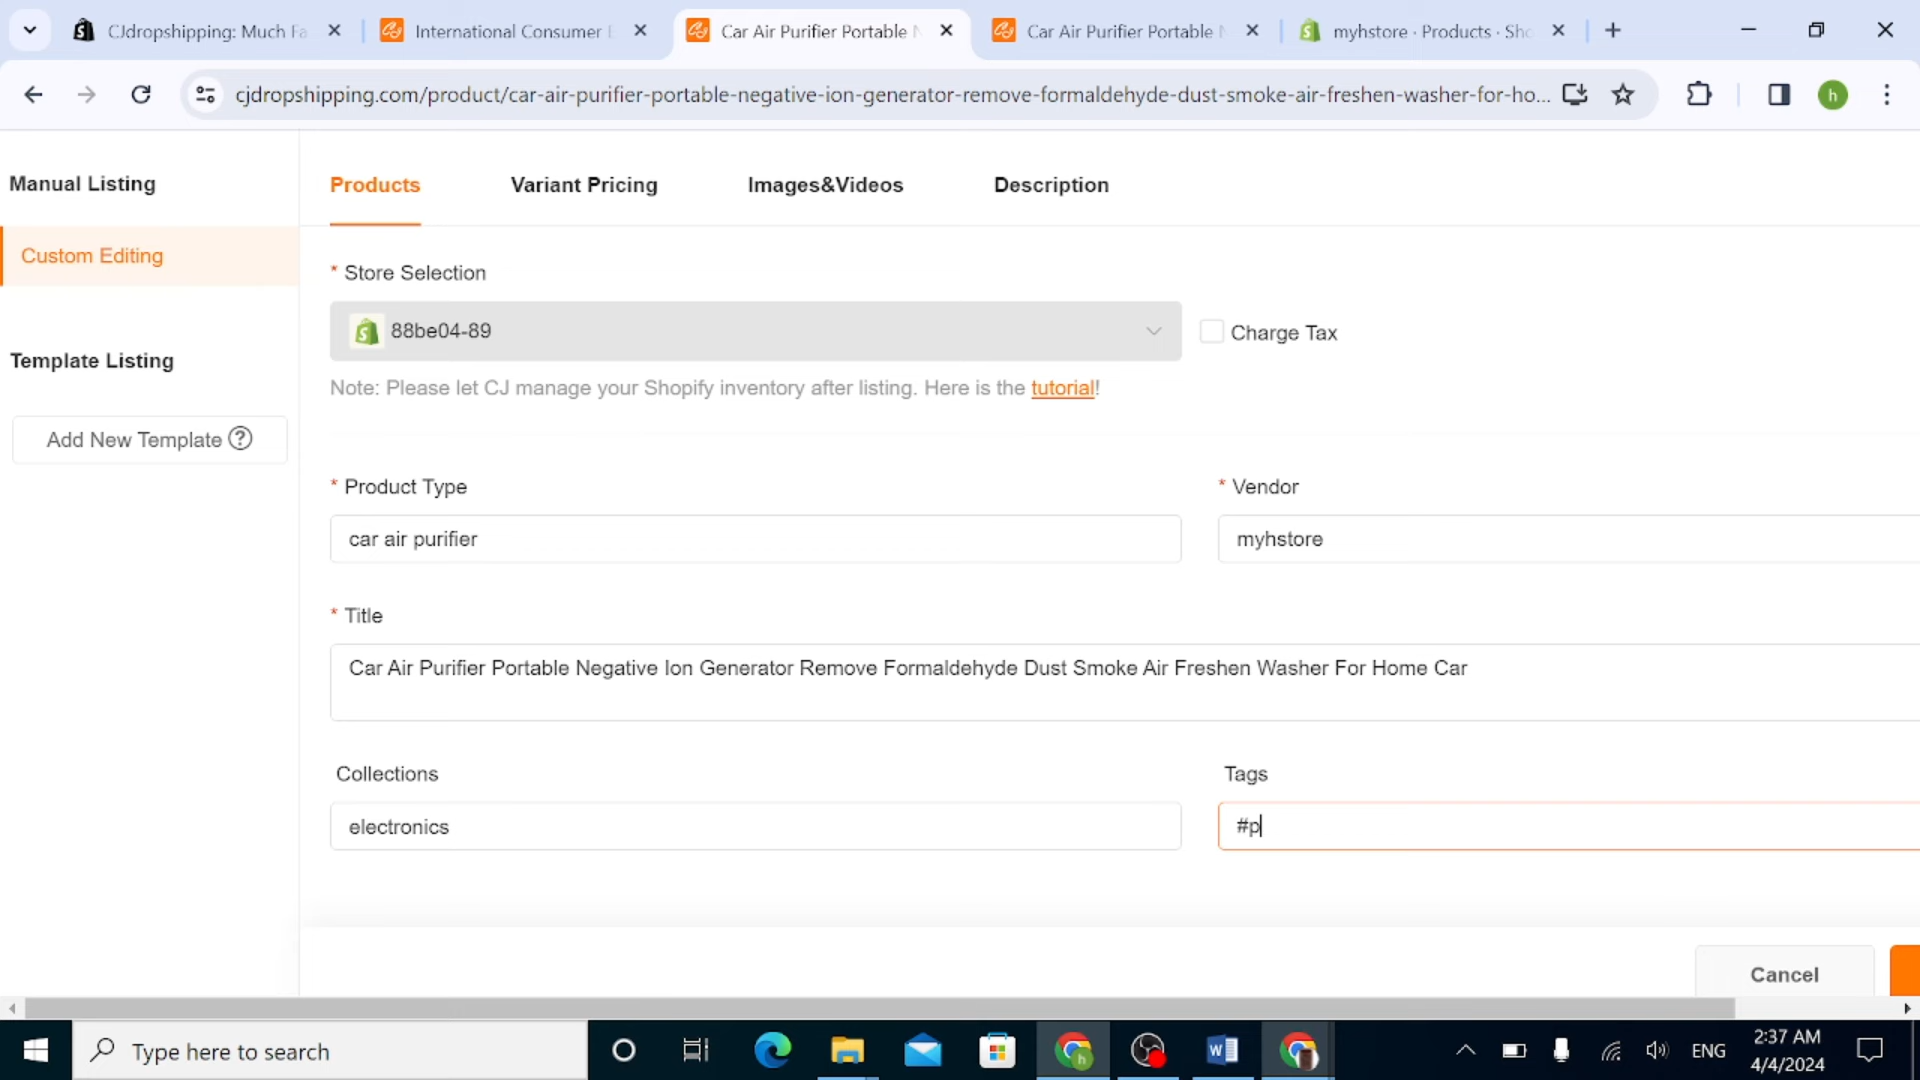 CJdropshipping: Much Fa
International Consumer E
Car Air Purifier Portable N
Car Air Purifier Portable N
myhstore · Products · Sho
cjdropshipping.com/product/car-air-purifier-portable-negative-ion-generator-remove-formaldehyde-dust-smoke-air-freshen-washer-for-ho...
h
Manual Listing
Custom Editing
Template Listing
Add New Template
Products
Variant Pricing
Images&Videos
Description
* Store Selection
88be04-89
Charge Tax
Note: Please let CJ manage your Shopify inventory after listing. Here is the tutorial!
* Product Type
* Vendor
car air purifier
myhstore
* Title
Car Air Purifier Portable Negative Ion Generator Remove Formaldehyde Dust Smoke Air Freshen Washer For Home Car
Collections
Tags
electronics
#p
Cancel
Type here to search
ENG
2:37 AM
4/4/2024